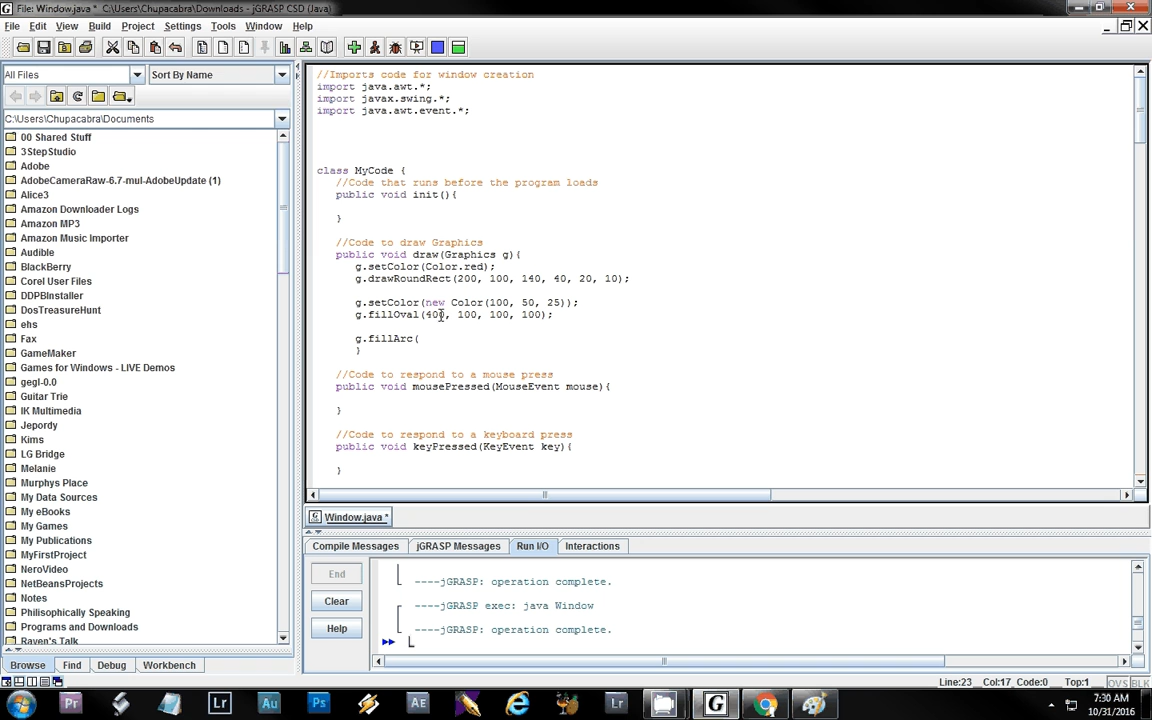 File: Window.java * C:\Users\Chupacabra\Downloads - jGRASP CSD (Java)
File Edit View Build Project Settings Tools Window Help
All Files
Sort By Name
C:\Users\Chupacabra\Documents
00 Shared Stuff
3StepStudio
Adobe
AdobeCameraRaw-6.7-mul-AdobeUpdate (1)
Alice3
Amazon Downloader Logs
Amazon MP3
Amazon Music Importer
Audible
BlackBerry
Corel User Files
DDPBInstaller
DosTreasureHunt
ehs
Fax
GameMaker
Games for Windows - LIVE Demos
gegl-0.0
Guitar Trie
IK Multimedia
Jepordy
Kims
LG Bridge
Melanie
Murphys Place
My Data Sources
My eBooks
My Games
My Publications
MyFirstProject
NeroVideo
NetBeansProjects
Notes
Philisophically Speaking
Programs and Downloads
Raven's Talk
Browse Find Debug Workbench
//Imports code for window creation
import java.awt.*;
import javax.swing.*;
import java.awt.event.*;
class MyCode {
//Code that runs before the program loads
public void init(){
}
//Code to draw Graphics
public void draw(Graphics g){
g.setColor(Color.red);
g.drawRoundRect(200, 100, 140, 40, 20, 10);
g.setColor(new Color(100, 50, 25));
g.fillOval(400, 100, 100, 100);
g.fillArc(
}
//Code to respond to a mouse press
public void mousePressed(MouseEvent mouse){
}
//Code to respond to a keyboard press
public void keyPressed(KeyEvent key){
}
Window.java *
Compile Messages jGRASP Messages Run I/O Interactions
End
Clear
Help
----jGRASP: operation complete.
----jGRASP exec: java Window
----jGRASP: operation complete.
Line:23 Col:17 Code:0 Top:1 OVS BLK
Pr Lr Au Ps AE Lr G
7:30 AM
10/31/2016